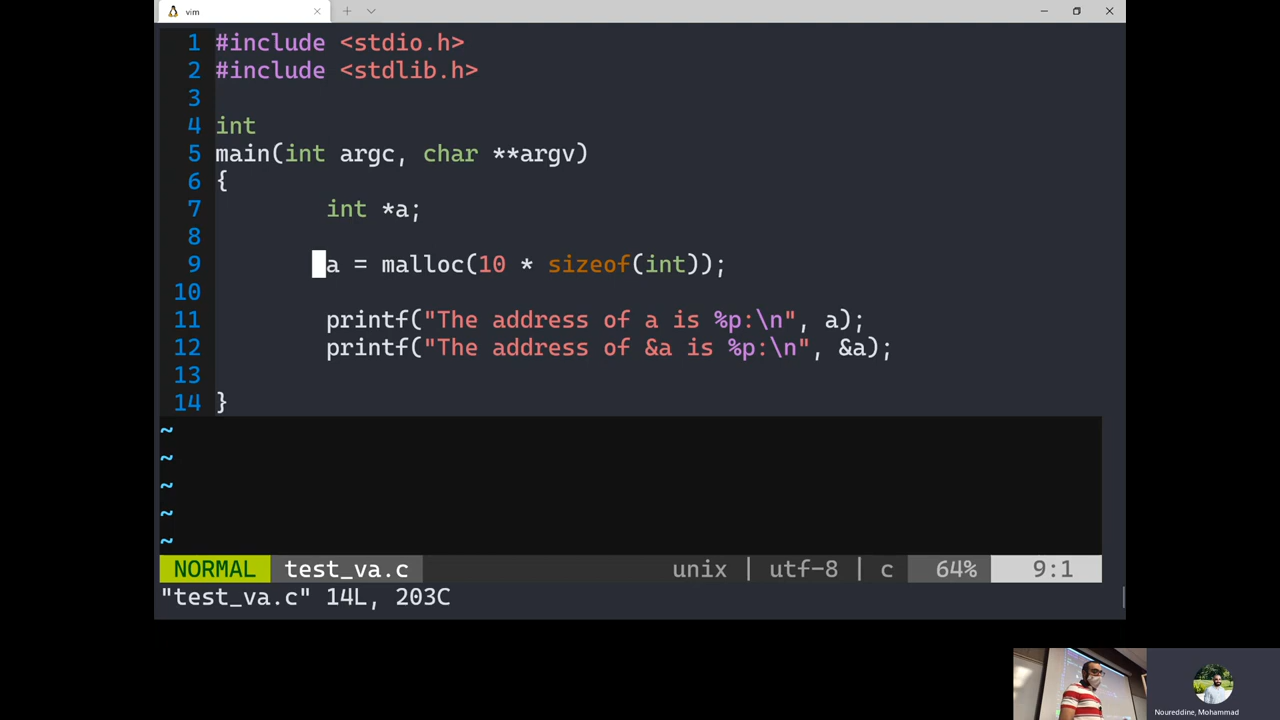 vim
1 #include <stdio.h>
2 #include <stdlib.h>
3
4 int
5 main(int argc, char **argv)
6 {
7 int *a;
8
9 a = malloc(10 * sizeof(int));
10
11 printf("The address of a is %p:\n", a);
12 printf("The address of &a is %p:\n", &a);
13
14 }
~
~
~
~
~
NORMAL test_va.c unix | utf-8 | c 64% 9:1
"test_va.c" 14L, 203C
Noureddine, Mohammad